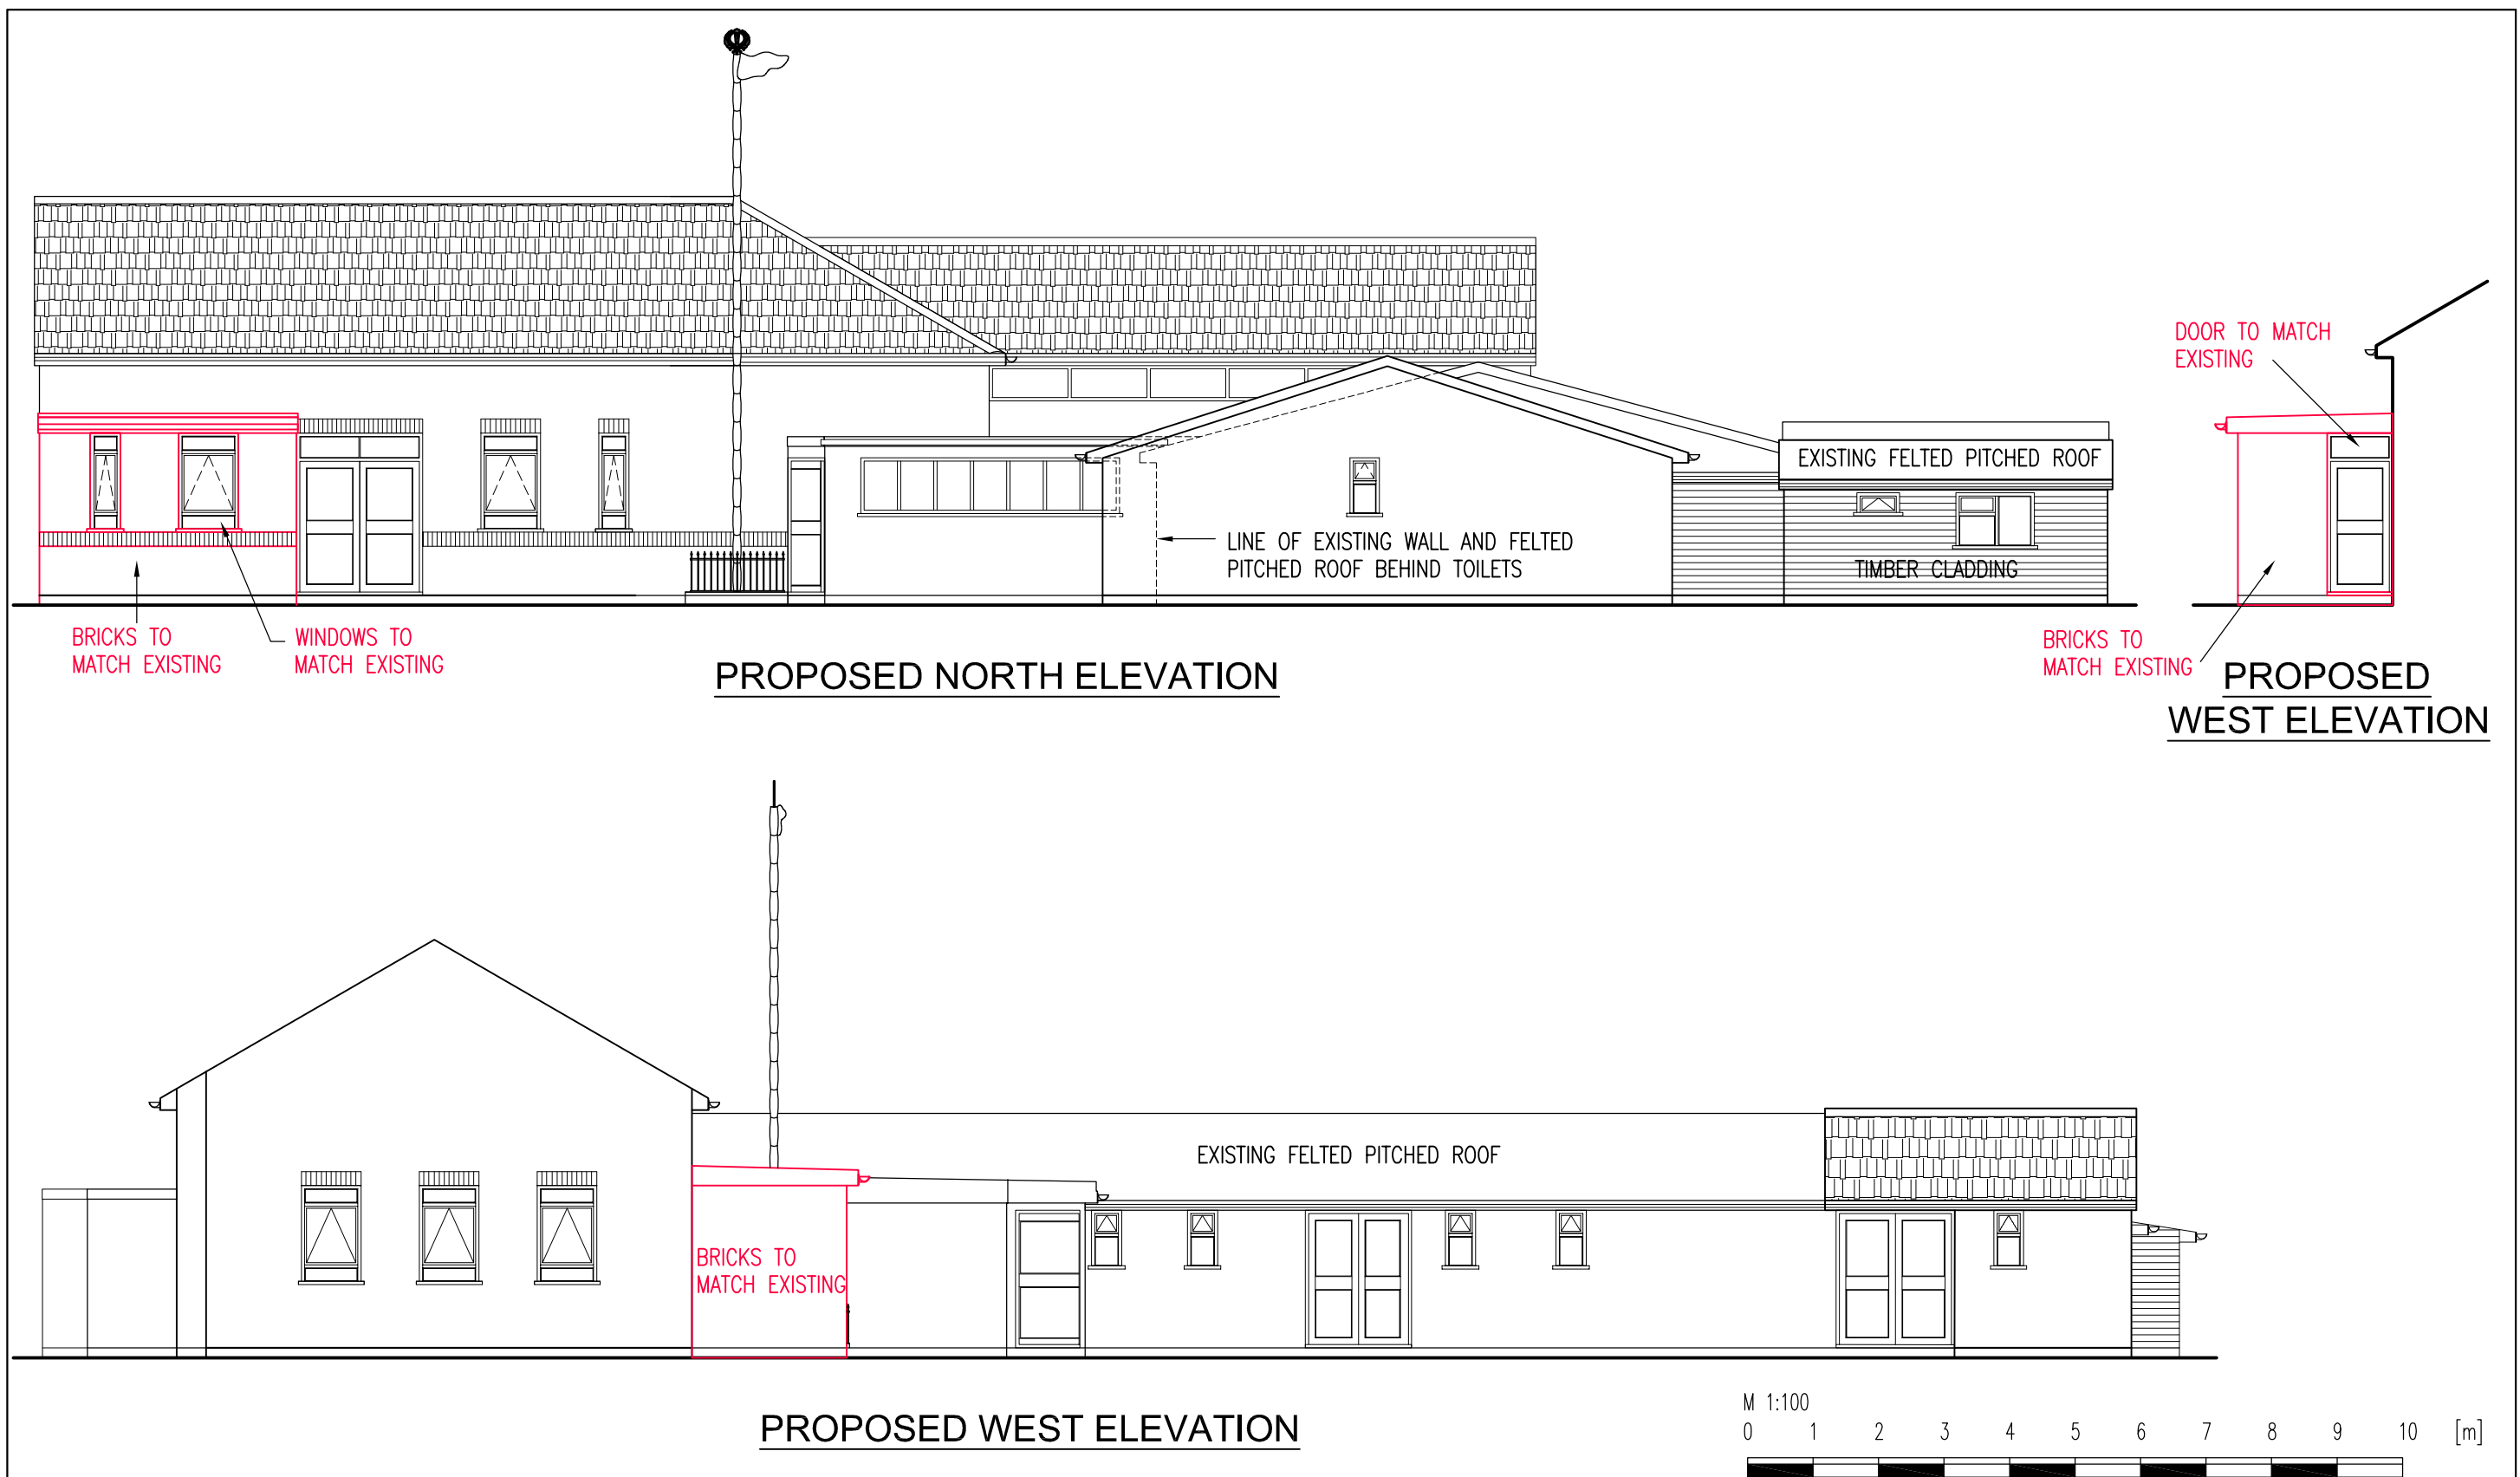 DOOR TO MATCH
EXISTING
EXISTING FELTED PITCHED ROOF
LINE OF EXISTING WALL AND FELTED
PITCHED ROOF BEHIND TOILETS
TIMBER CLADDING
BRICKS TO
MATCH EXISTING
WINDOWS TO
MATCH EXISTING
BRICKS TO
MATCH EXISTING
PROPOSED NORTH ELEVATION
PROPOSED
WEST ELEVATION
EXISTING FELTED PITCHED ROOF
BRICKS TO
MATCH EXISTING
PROPOSED WEST ELEVATION
M 1:100
0 1 2 3 4 5 6 7 8 9 10 [m]